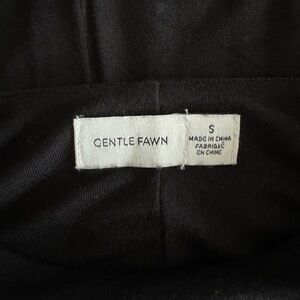 GENTLE FAWN
S
MADE IN CHINA
FABRIQUÉ
EN CHINE